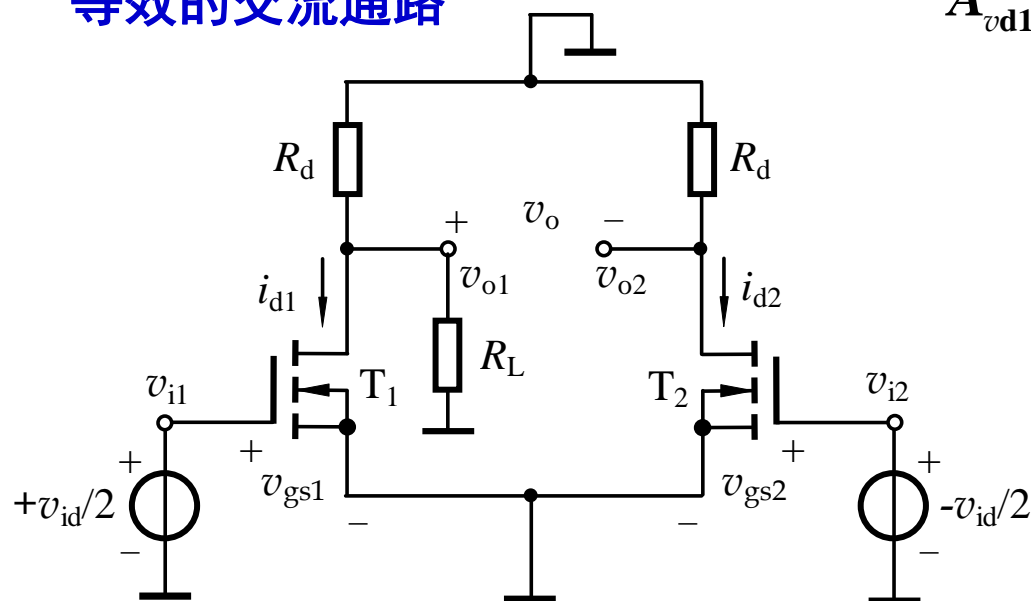 等效的交流通路
A_vd1
R_d
R_d
+ v_o −
v_o1 v_o2
i_d1 i_d2
R_L
v_i1 T_1 T_2 v_i2
+ +
+ v_gs1 v_gs2 +
+v_id/2 -v_id/2
− − − −